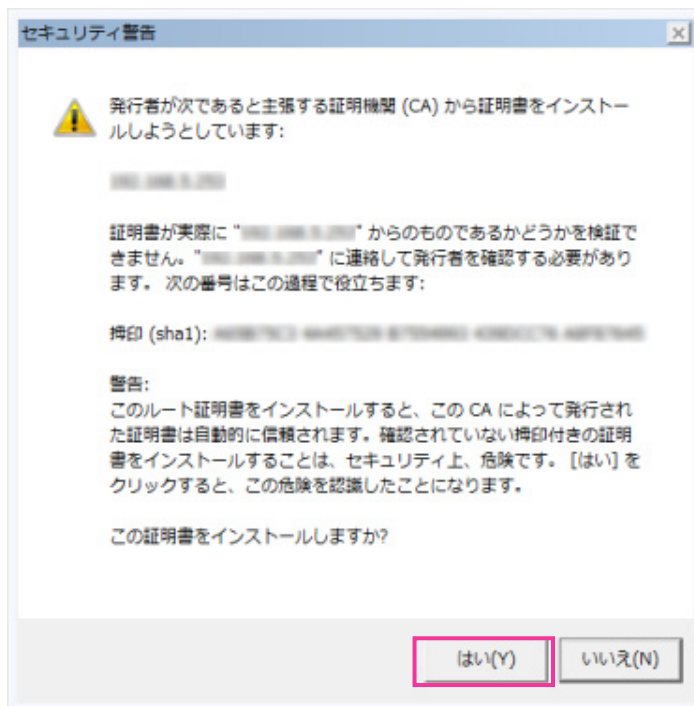 セキュリティ警告
発行者が次であると主張する証明機関 (CA) から証明書をインストー
ルしようとしています:
証明書が実際に " " からのものであるかどうかを検証で
きません。" " に連絡して発行者を確認する必要があり
ます。 次の番号はこの過程で役立ちます:
拇印 (sha1):
警告:
このルート証明書をインストールすると、この CA によって発行され
た証明書は自動的に信頼されます。確認されていない拇印付きの証明
書をインストールすることは、セキュリティ上、危険です。 [はい] を
クリックすると、この危険を認識したことになります。
この証明書をインストールしますか?
はい(Y)
いいえ(N)